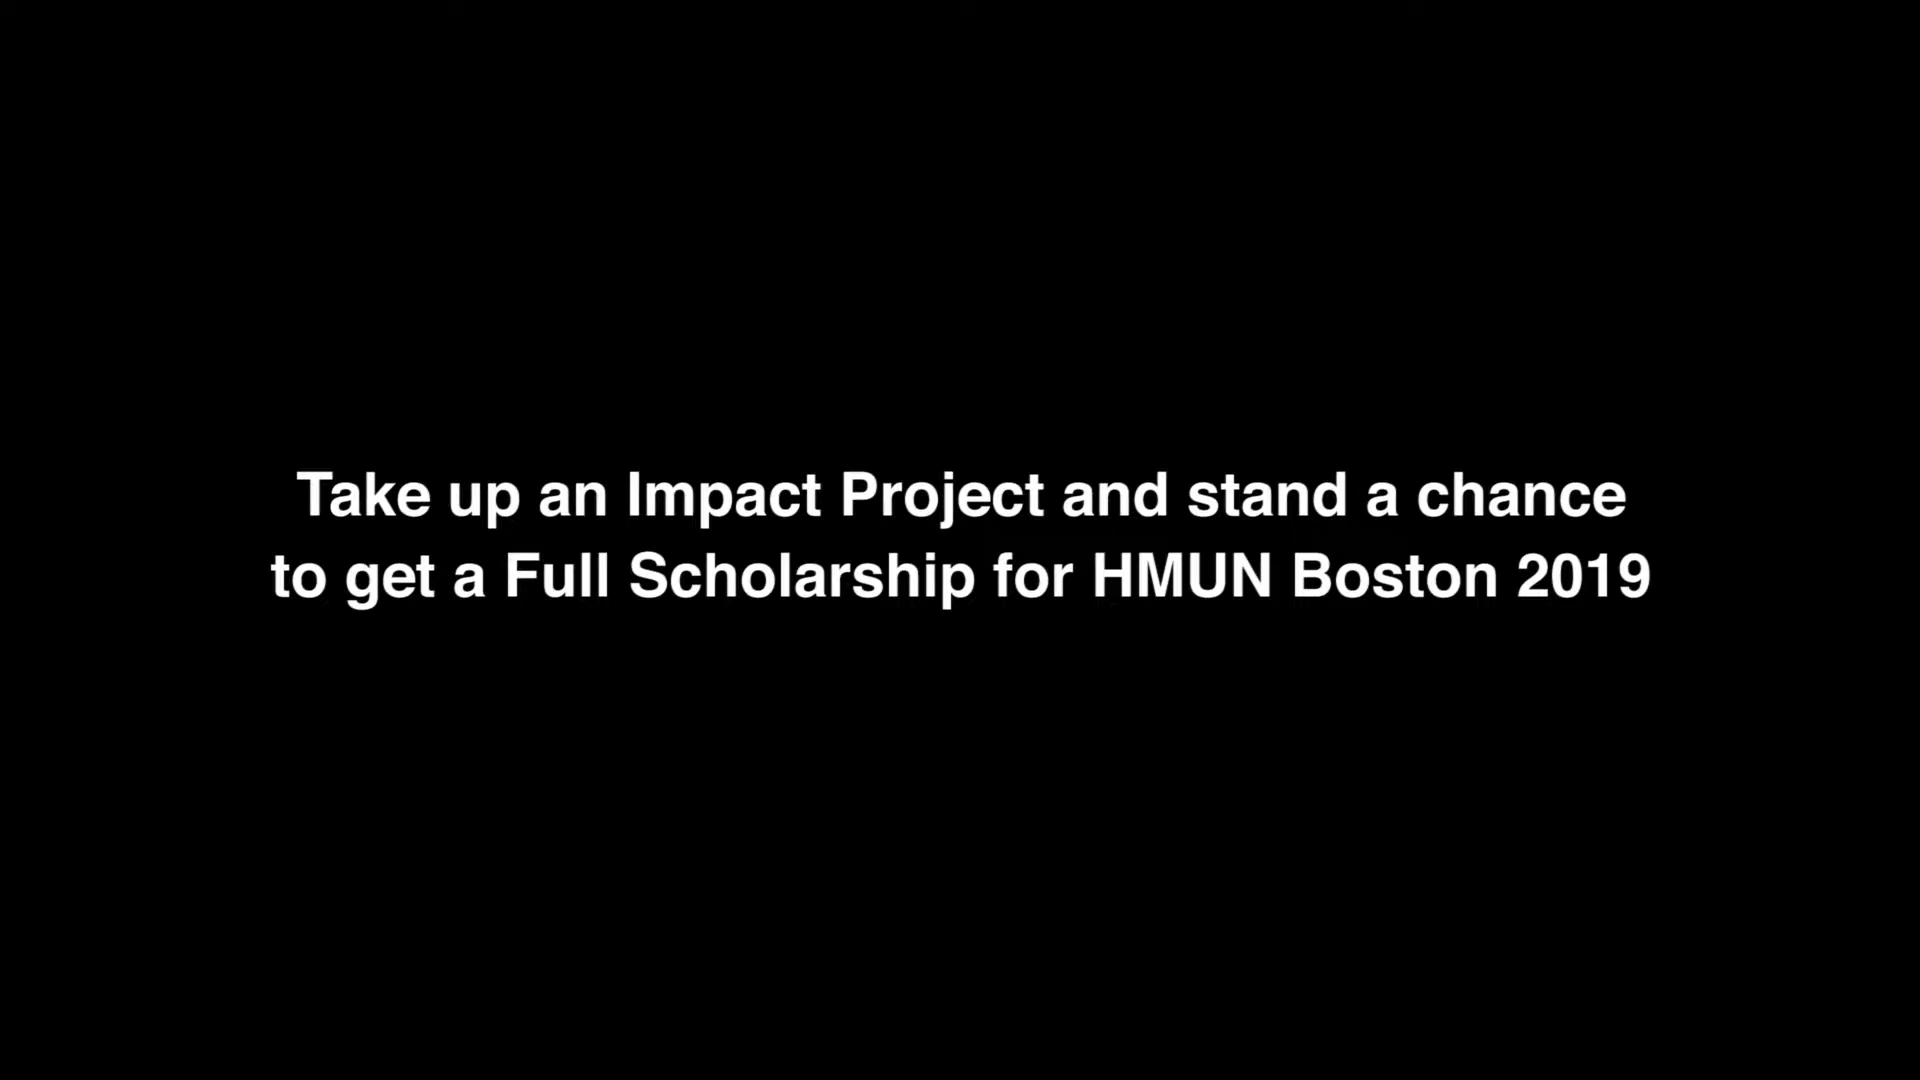 Take up an Impact Project and stand a chance
to get a Full Scholarship for HMUN Boston 2019